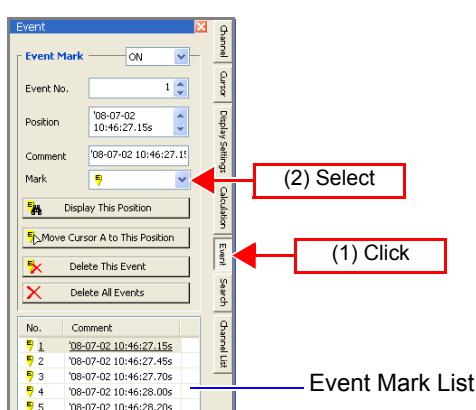 Event
Event Mark ON
Event No. 1
Position '08-07-02
10:46:27.15s
Comment '08-07-02 10:46:27.15
Mark
Display This Position
Move Cursor A to This Position
Delete This Event
Delete All Events
No. Comment
1 '08-07-02 10:46:27.15s
2 '08-07-02 10:46:27.45s
3 '08-07-02 10:46:27.70s
4 '08-07-02 10:46:28.00s
5 '08-07-02 10:46:28.20s
Channel
Cursor
Display Settings
Calculation
Event
Search
Channel List
(2) Select
(1) Click
Event Mark List